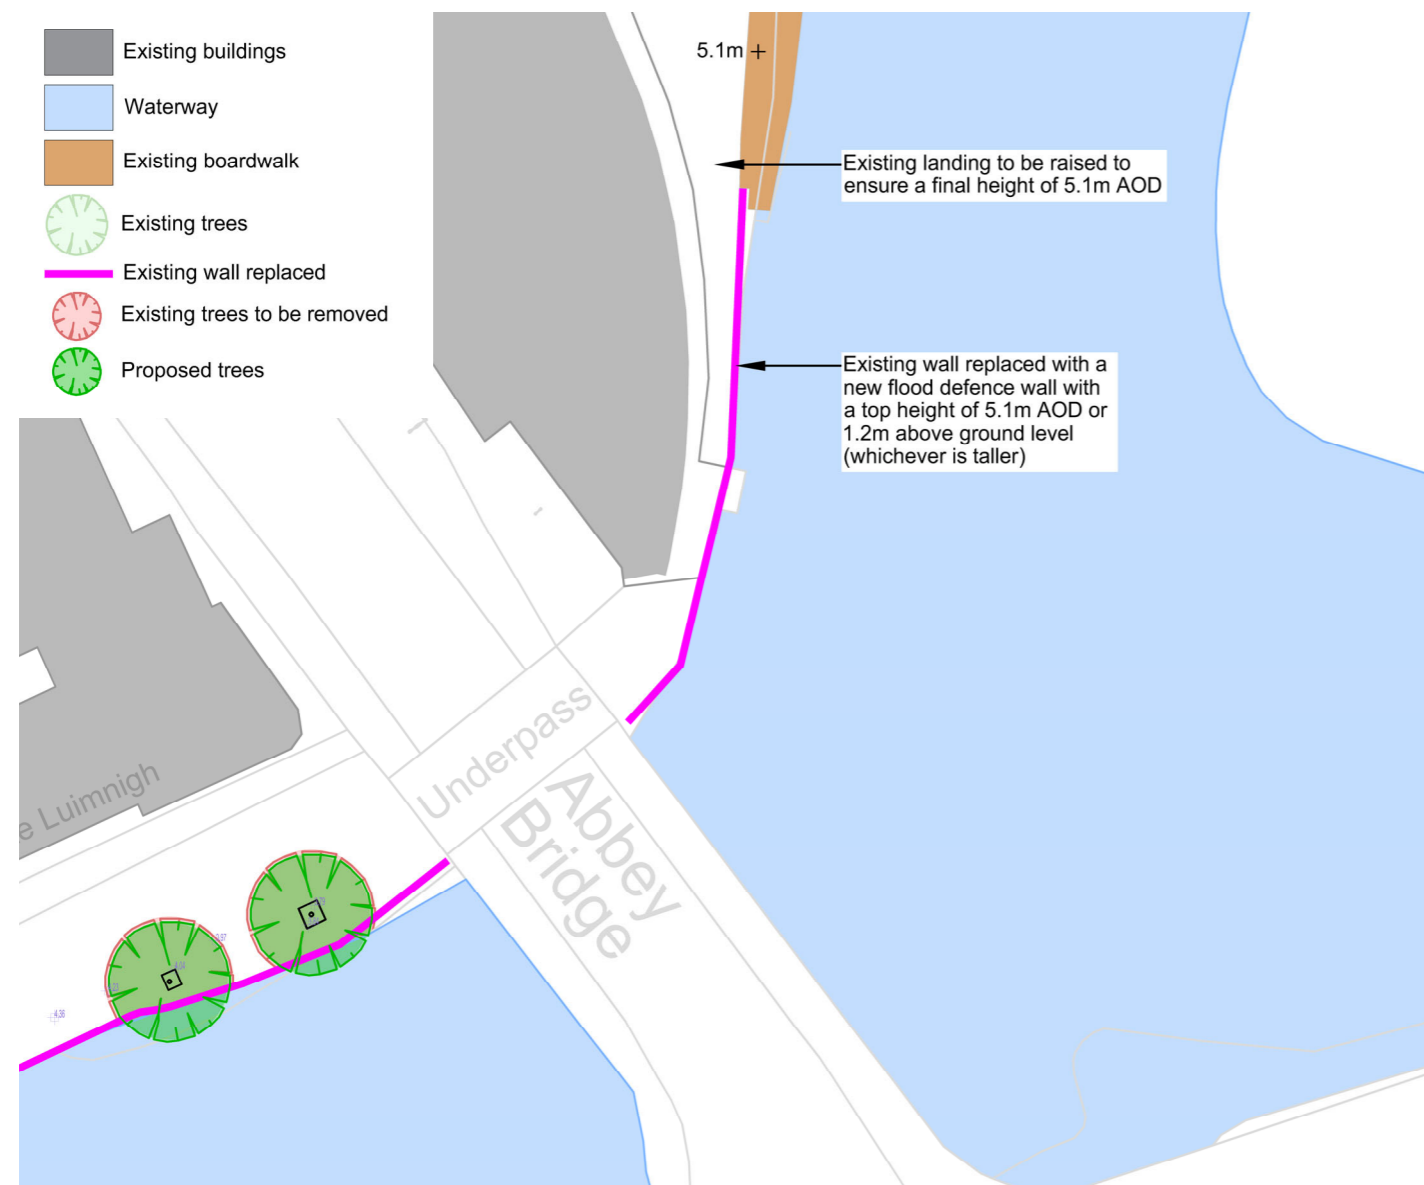 Existing buildings
Waterway
Existing boardwalk
Existing trees
Existing wall replaced
Existing trees to be removed
Proposed trees
5.1m
Existing landing to be raised to
ensure a final height of 5.1m AOD
Existing wall replaced with a
new flood defence wall with
a top height of 5.1m AOD or
1.2m above ground level
(whichever is taller)
Underpass
Abbey
Bridge
e Luimnigh